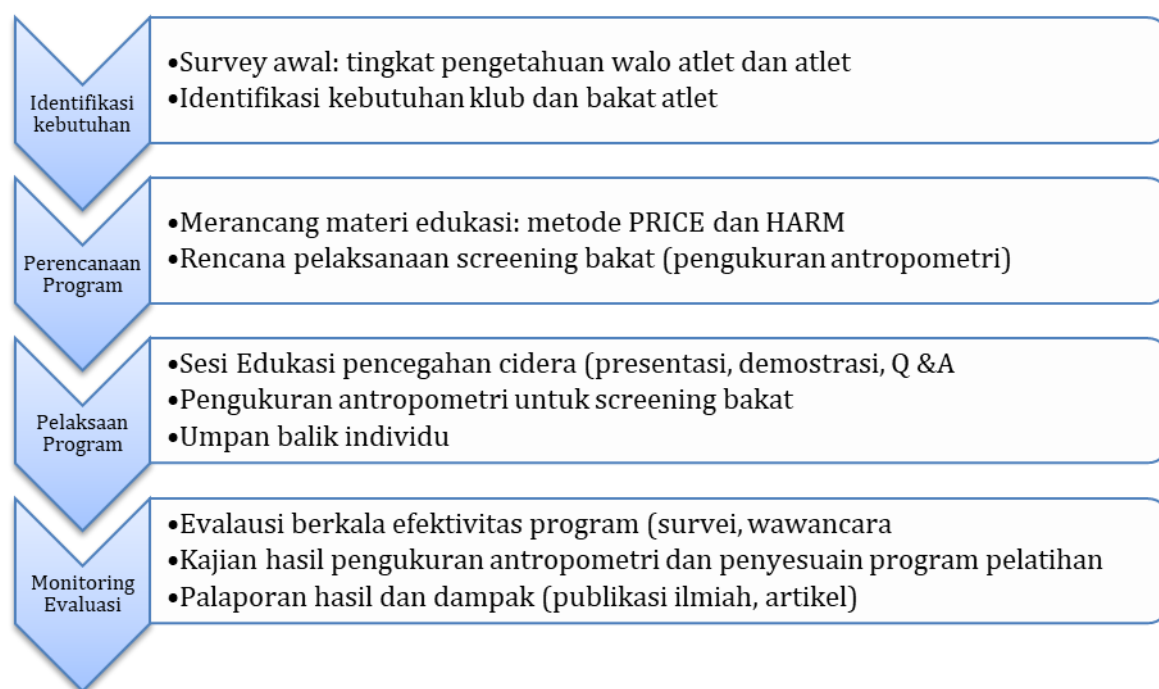 Identifikasi
kebutuhan
•Survey awal: tingkat pengetahuan walo atlet dan atlet
•Identifikasi kebutuhan klub dan bakat atlet
Perencanaan
Program
•Merancang materi edukasi: metode PRICE dan HARM
•Rencana pelaksanaan screening bakat (pengukuran antropometri)
Pelaksaan
Program
•Sesi Edukasi pencegahan cidera (presentasi, demostrasi, Q &A
•Pengukuran antropometri untuk screening bakat
•Umpan balik individu
Monitoring
Evaluasi
•Evalausi berkala efektivitas program (survei, wawancara
•Kajian hasil pengukuran antropometri dan penyesuain program pelatihan
•Palaporan hasil dan dampak (publikasi ilmiah, artikel)